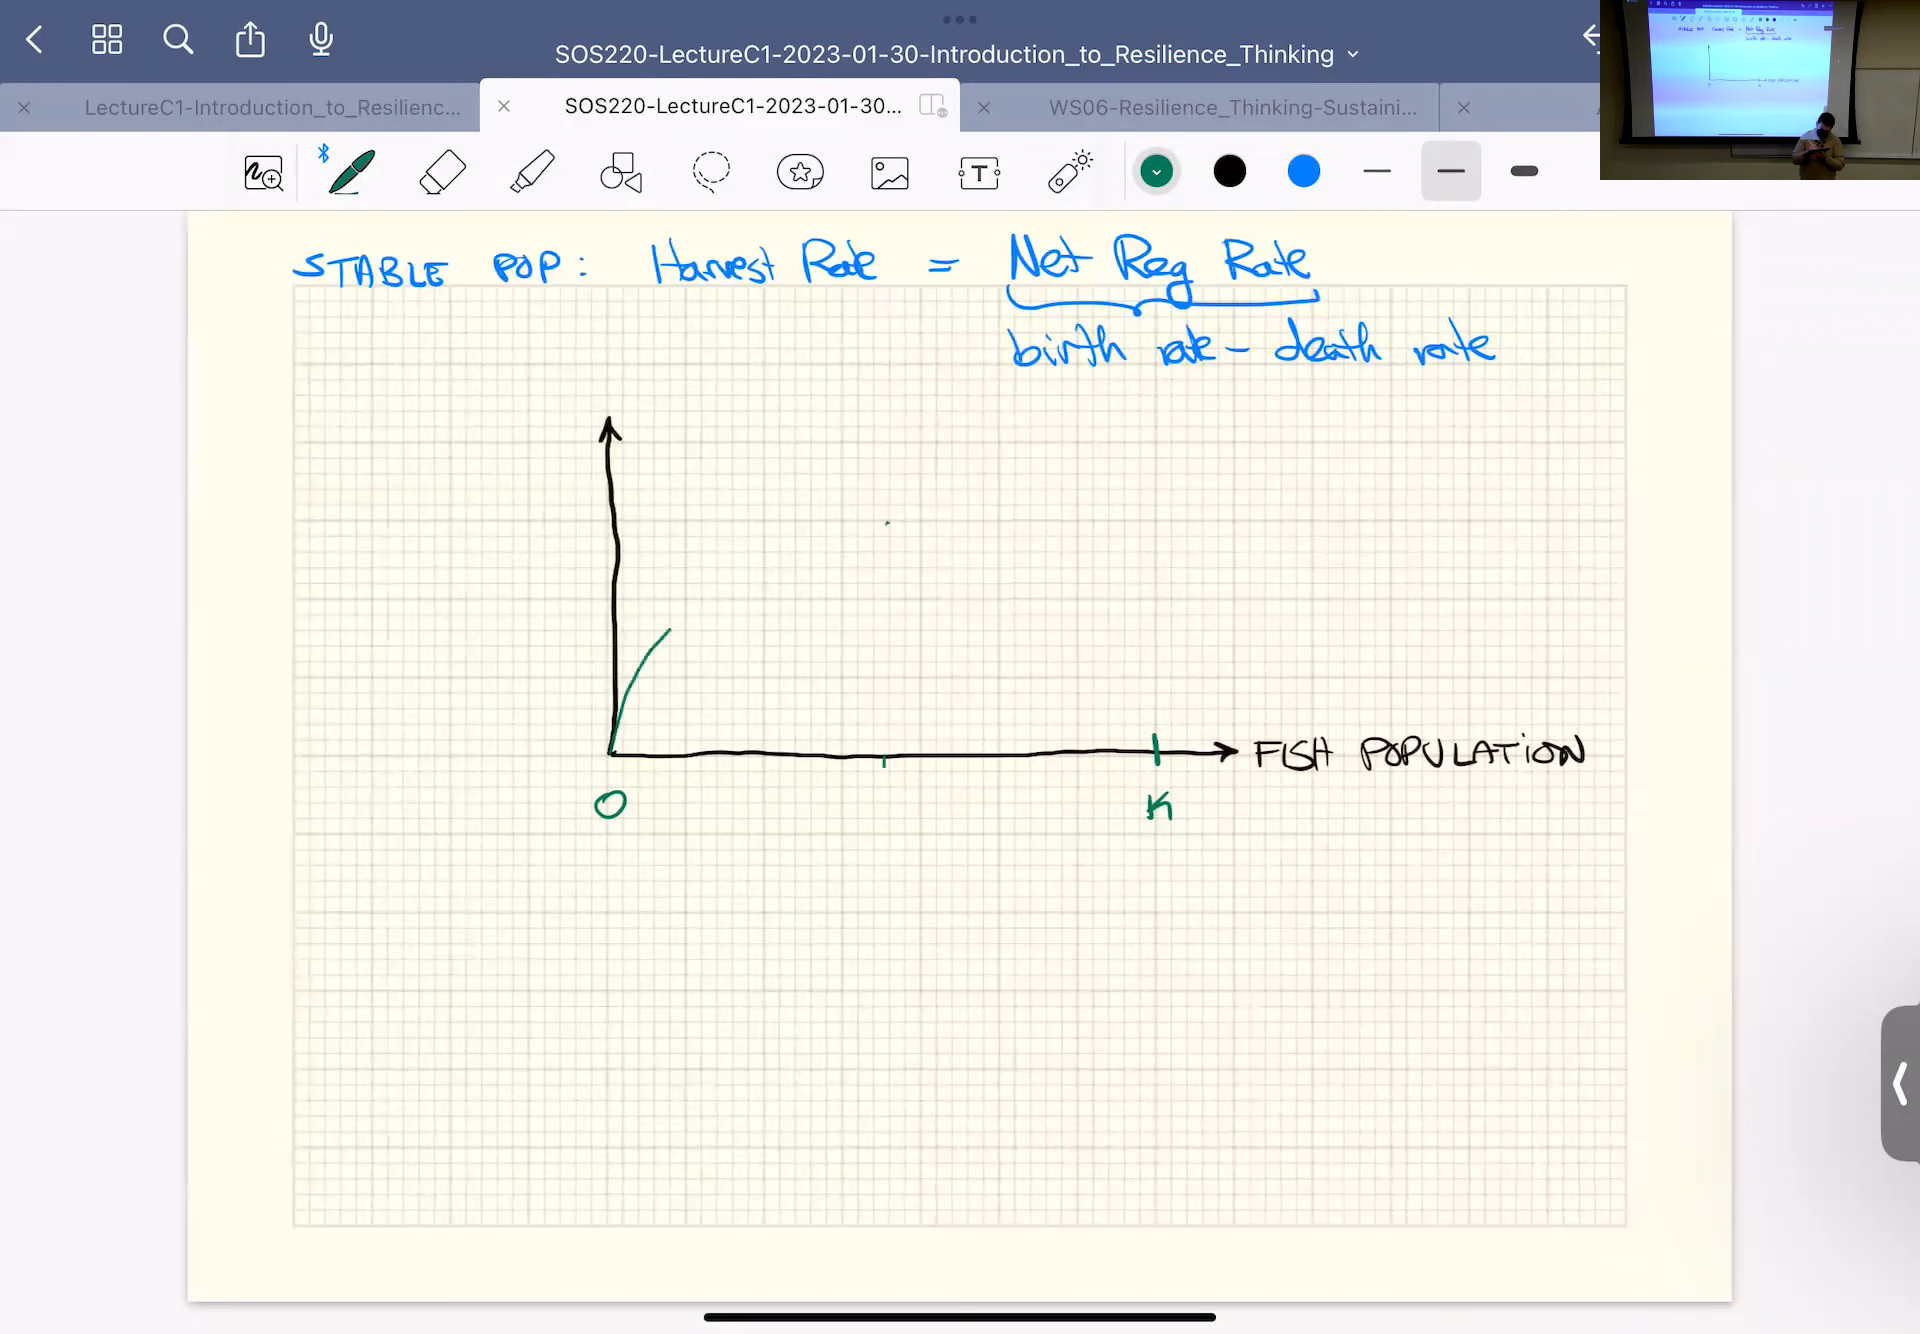 SOS220-LectureC1-2023-01-30-Introduction_to_Resilience_Thinking
LectureC1-Introduction_to_Resilienc...
SOS220-LectureC1-2023-01-30...
WS06-Resilience_Thinking-Sustaini...
STABLE POP: Harvest Rate = Net Reg Rate
birth rate - death rate
FISH POPULATION
0
K